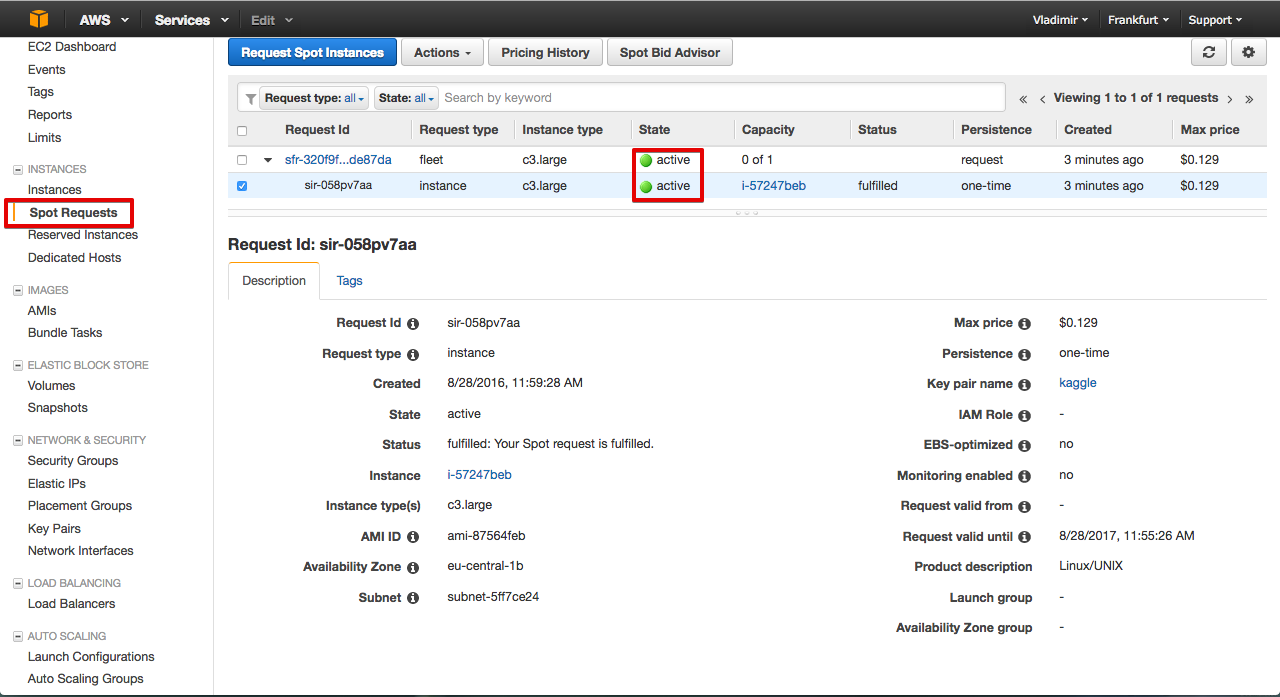 AWS Services Edit Vladimir Frankfurt Support
EC2 Dashboard
Events
Tags
Reports
Limits
INSTANCES
Instances
Spot Requests
Reserved Instances
Dedicated Hosts
IMAGES
AMIs
Bundle Tasks
ELASTIC BLOCK STORE
Volumes
Snapshots
NETWORK & SECURITY
Security Groups
Elastic IPs
Placement Groups
Key Pairs
Network Interfaces
LOAD BALANCING
Load Balancers
AUTO SCALING
Launch Configurations
Auto Scaling Groups
Request Spot Instances Actions Pricing History Spot Bid Advisor
Request type: all State: all Search by keyword « < Viewing 1 to 1 of 1 requests > »
Request Id Request type Instance type State Capacity Status Persistence Created Max price
sfr-320f9f...de87da fleet c3.large active 0 of 1 request 3 minutes ago $0.129
sir-058pv7aa instance c3.large active i-57247beb fulfilled one-time 3 minutes ago $0.129
Request Id: sir-058pv7aa
Description Tags
Request Id sir-058pv7aa
Request type instance
Created 8/28/2016, 11:59:28 AM
State active
Status fulfilled: Your Spot request is fulfilled.
Instance i-57247beb
Instance type(s) c3.large
AMI ID ami-87564feb
Availability Zone eu-central-1b
Subnet subnet-5ff7ce24
Max price $0.129
Persistence one-time
Key pair name kaggle
IAM Role -
EBS-optimized no
Monitoring enabled no
Request valid from -
Request valid until 8/28/2017, 11:55:26 AM
Product description Linux/UNIX
Launch group -
Availability Zone group -